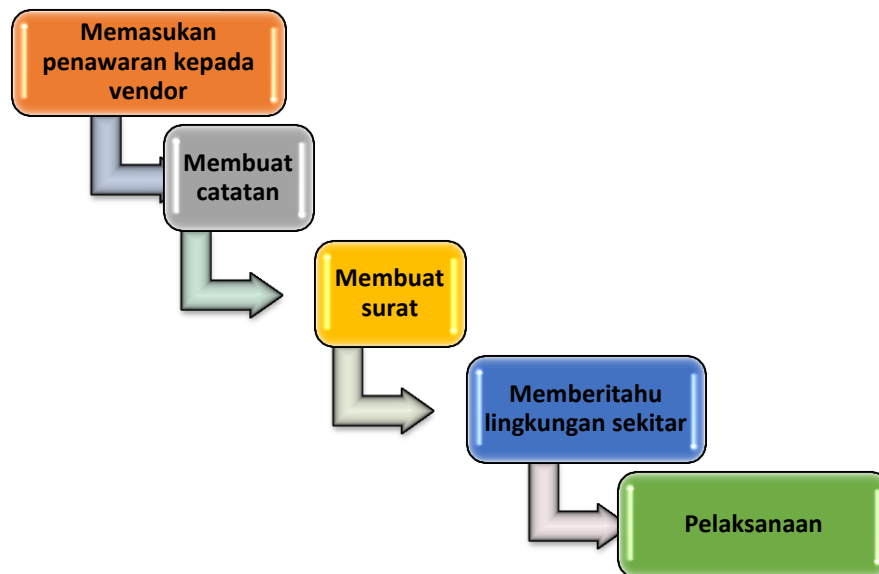 Memasukan
penawaran kepada
vendor
Membuat
catatan
Membuat
surat
Memberitahu
lingkungan sekitar
Pelaksanaan